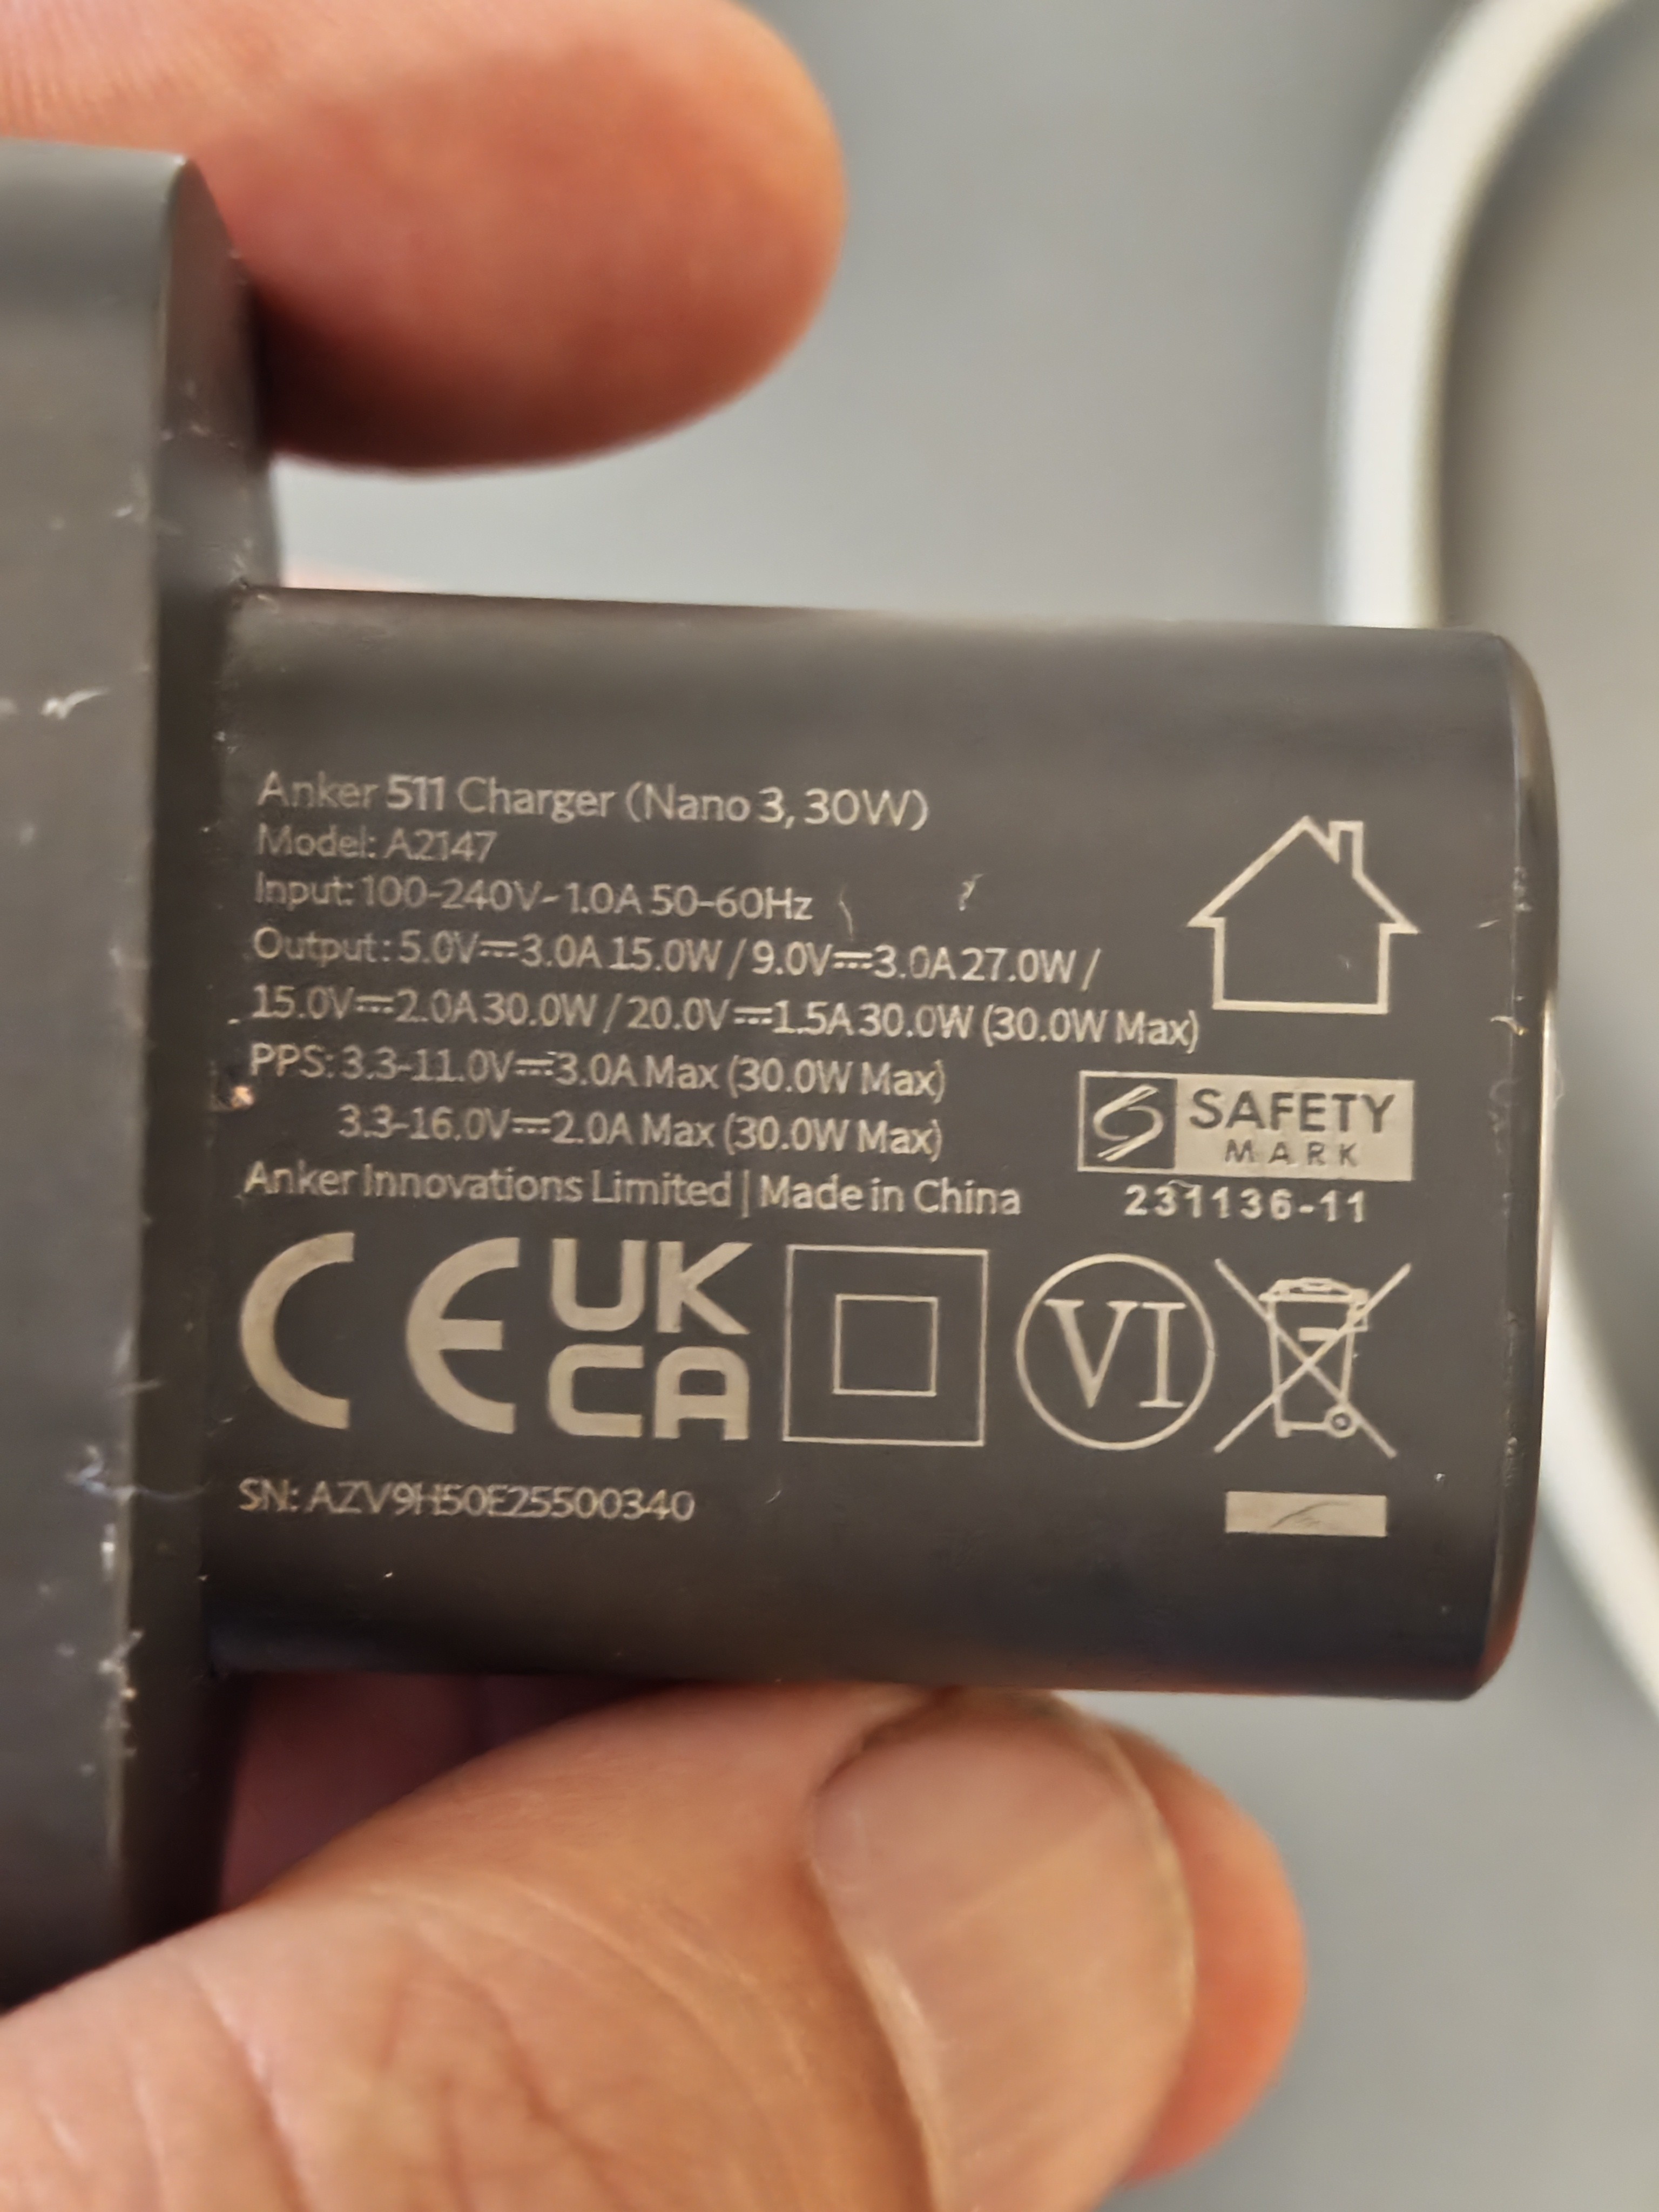 Anker 511 Charger (Nano 3, 30W)
Model: A2147
Input: 100-240V~1.0A 50-60Hz
Output: 5.0V⎓3.0A 15.0W / 9.0V⎓3.0A 27.0W /
15.0V⎓2.0A 30.0W / 20.0V⎓1.5A 30.0W (30.0W Max)
PPS: 3.3-11.0V⎓3.0A Max (30.0W Max)
3.3-16.0V⎓2.0A Max (30.0W Max)
Anker Innovations Limited | Made in China
SAFETY
MARK
231136-11
CE
UK
CA
VI
SN: AZV9H50E25500340